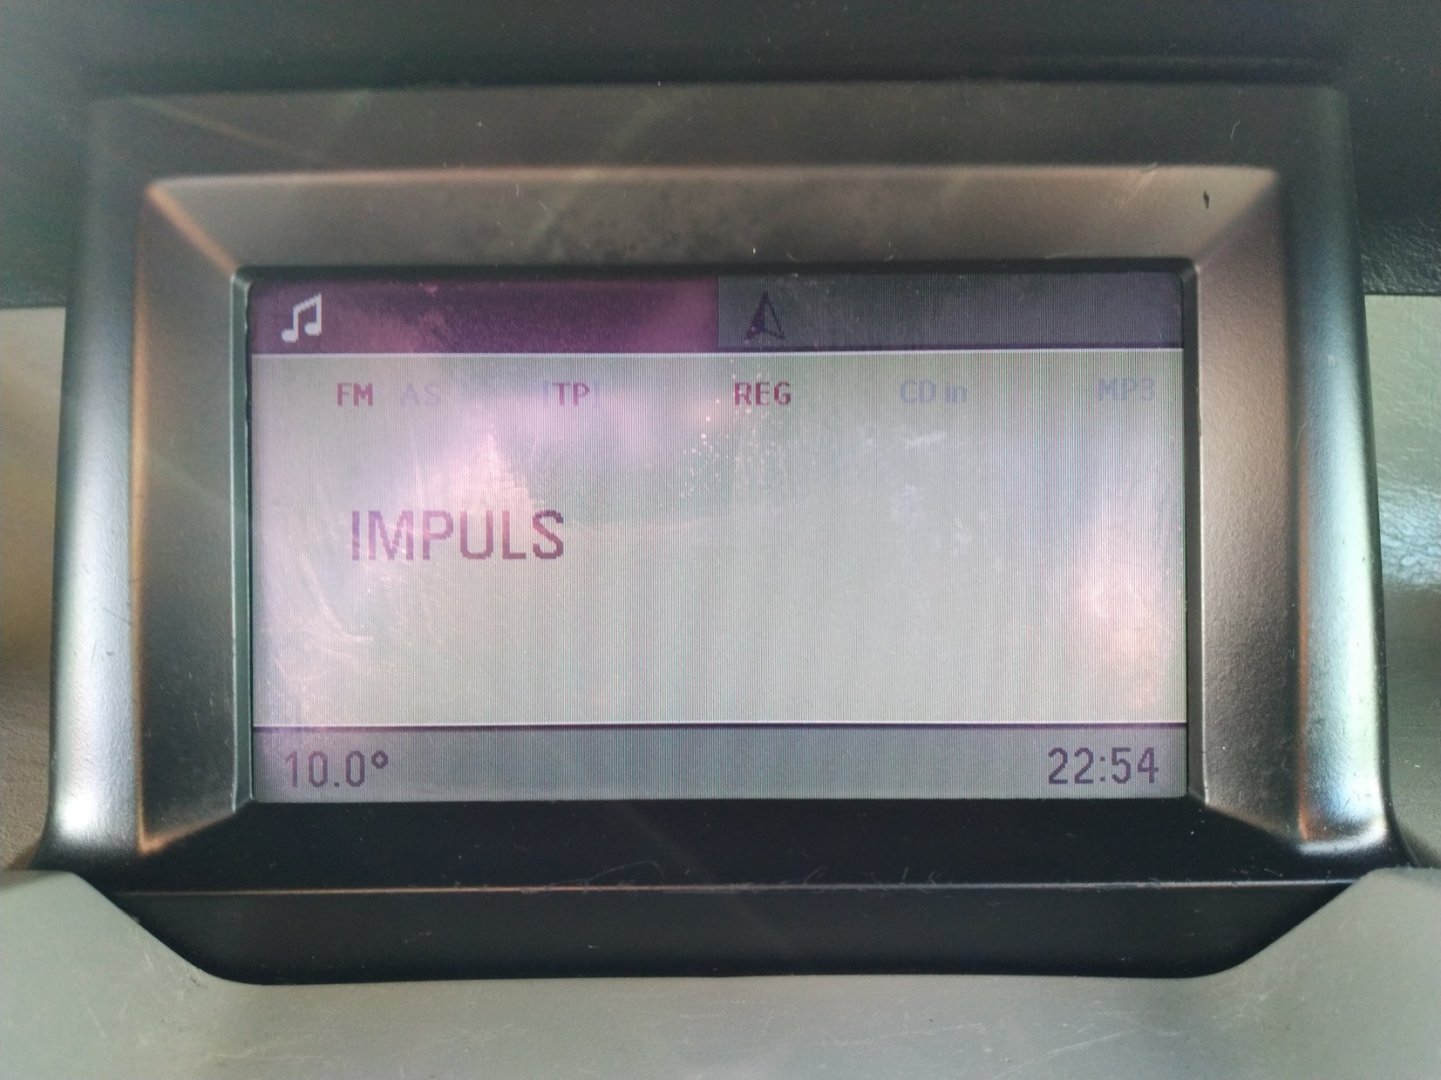 FM AS [TP] REG CD in MP3
IMPULS
10.0° 22:54